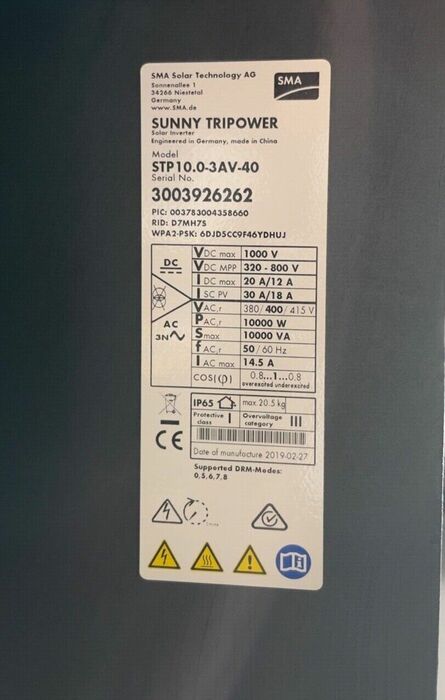 SMA Solar Technology AG
Sonnenallee 1
34266 Niestetal
Germany
www.SMA.de
SMA
SUNNY TRIPOWER
Solar Inverter
Engineered in Germany, made in China
Model
STP10.0-3AV-40
Serial No.
3003926262
PIC: 003783004358660
RID: D7MH7S
WPA2-PSK: 6DJD5CC9F46YDHUJ
DC
VDC max 1000 V
VDC MPP 320 - 800 V
IDC max 20 A/12 A
ISC PV 30 A/18 A
AC
3N
VAC,r 380/400/415 V
PAC,r 10000 W
Smax 10000 VA
fAC,r 50/60 Hz
IAC max 14.5 A
COS(φ) 0.8...1...0.8
overexcited underexcited
IP65 max. 20.5 kg
Protective class I Overvoltage category III
CE
Date of manufacture 2019-02-27
Supported DRM-Modes:
0,5,6,7,8